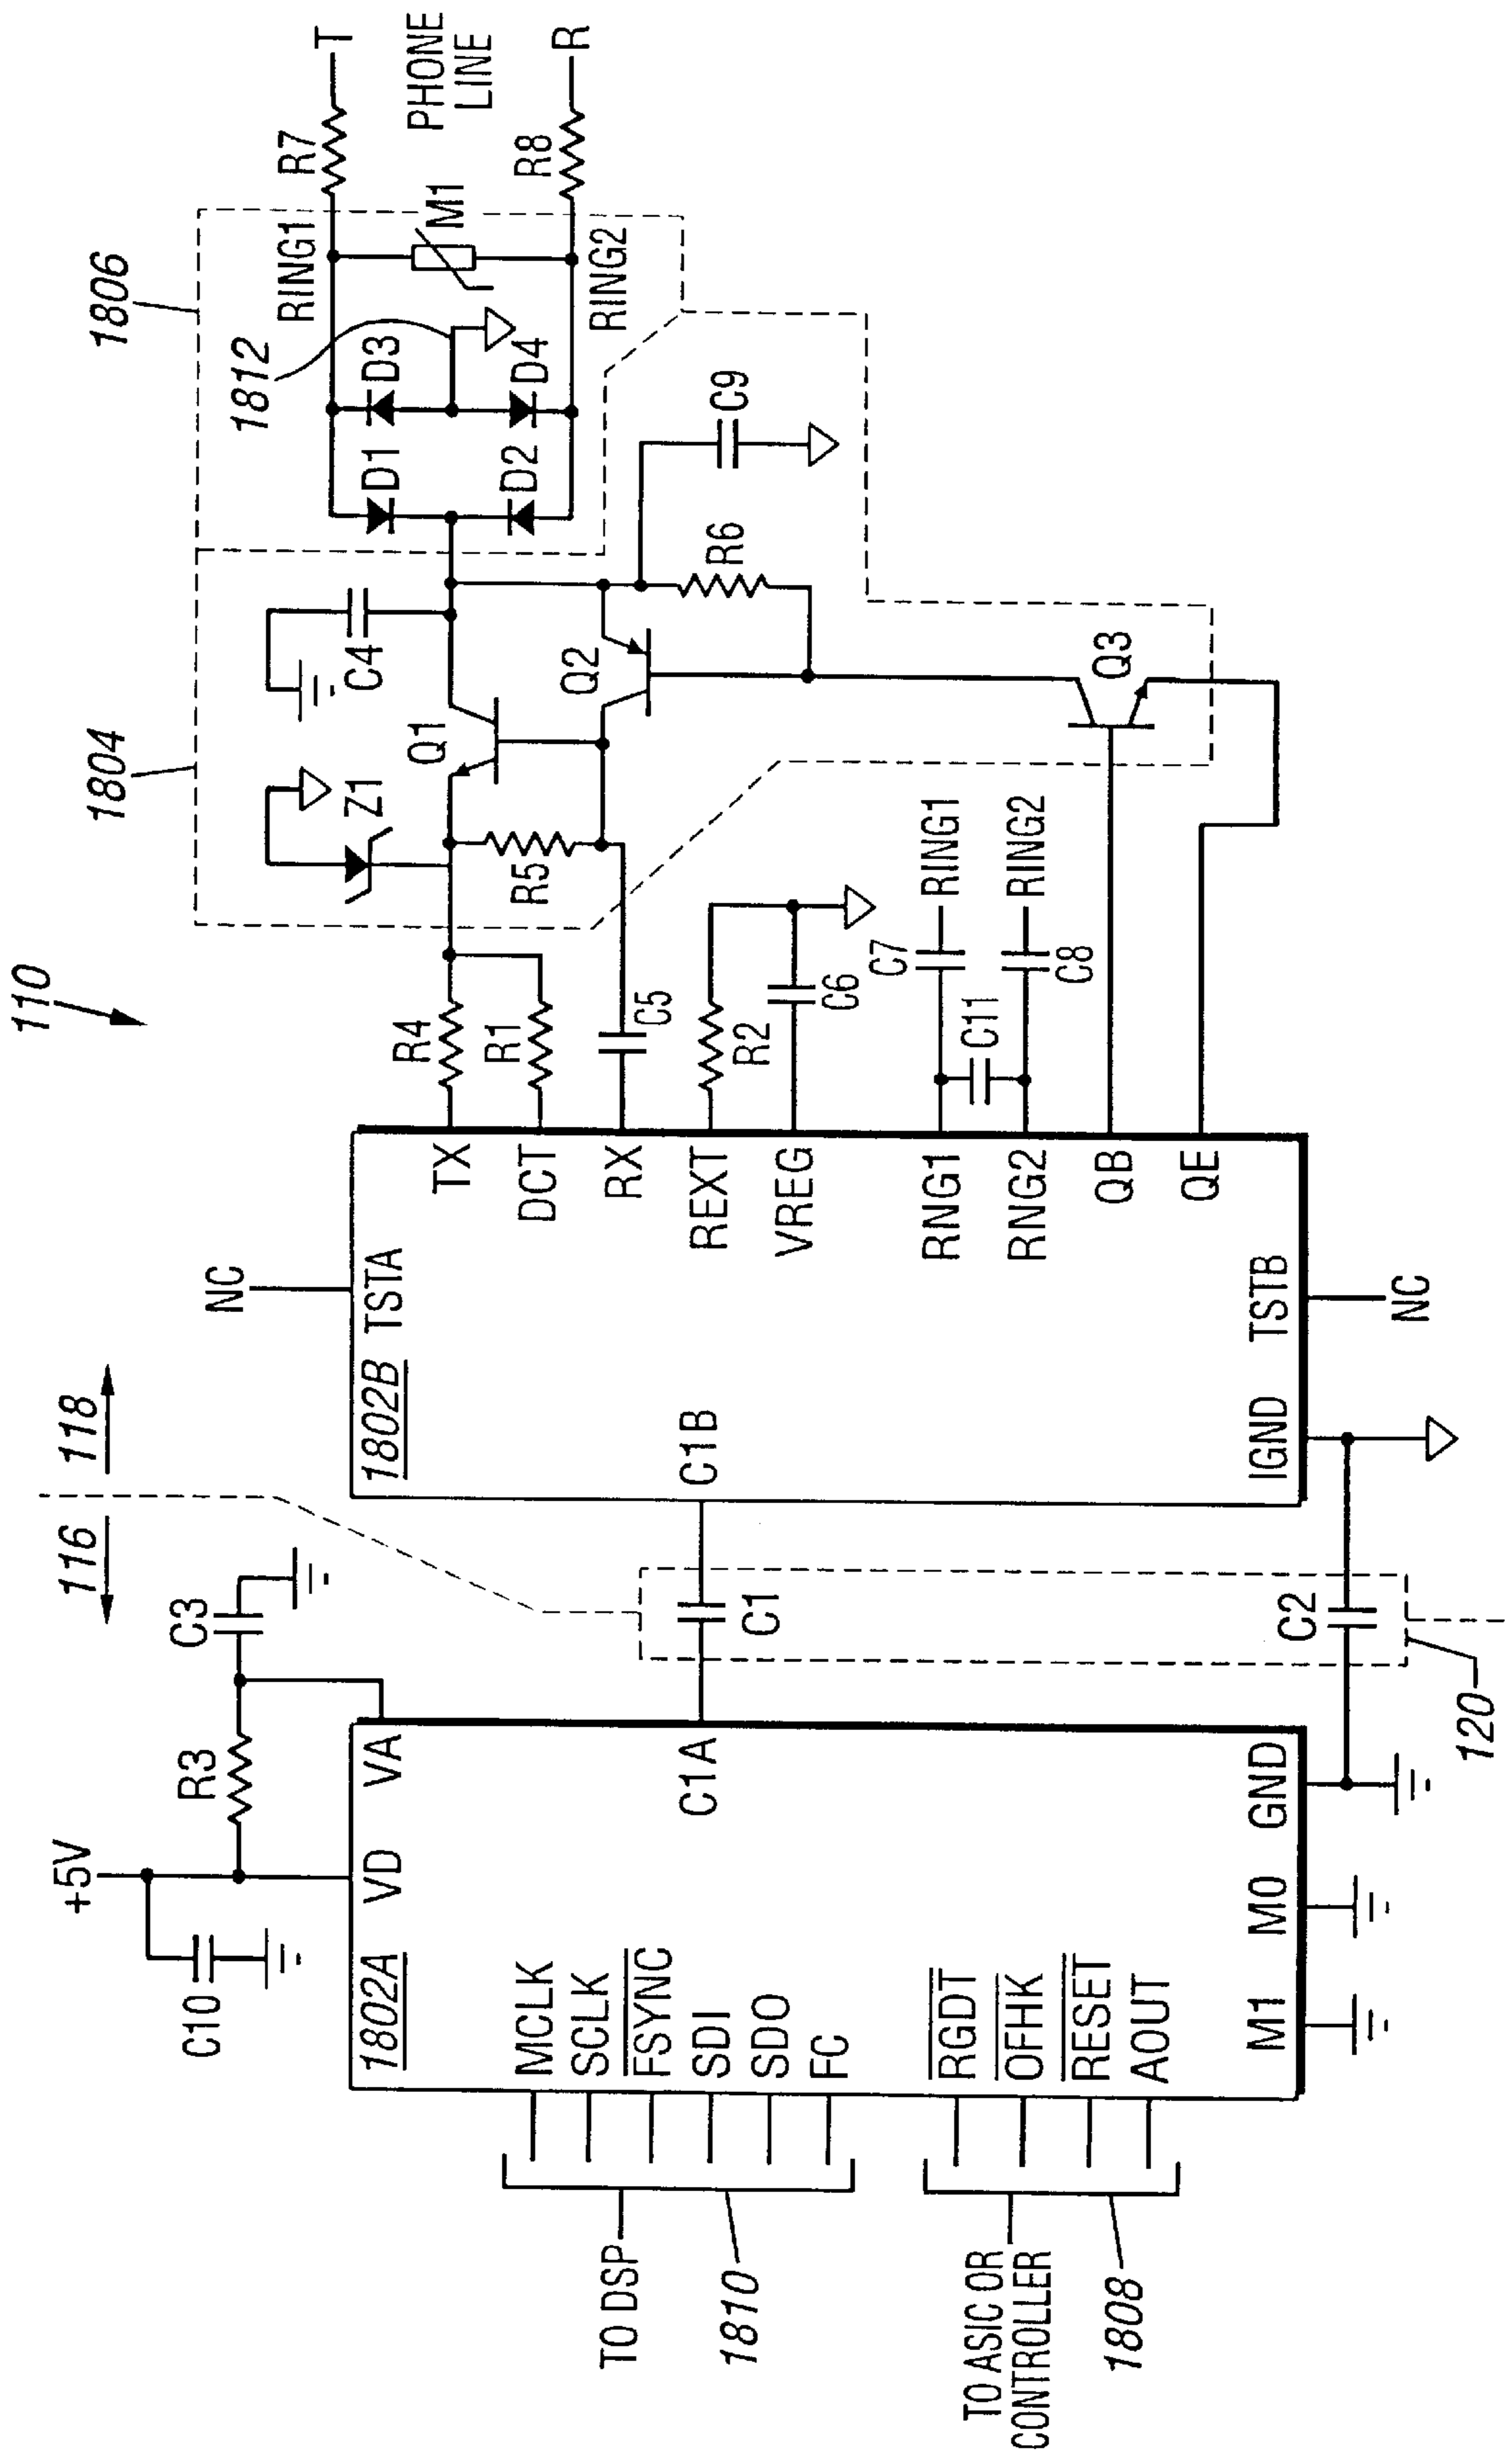 110
116
118
+5V
C10
R3
C3
1802A
VD
VA
MCLK
SCLK
FSYNC
SDI
SDO
FC
RGDT
OFHK
RESET
AOUT
M1
M0
GND
C1A
TO DSP
1810
TO ASIC OR
CONTROLLER
1808
C1
C2
120
NC
1802B
TSTA
C1B
IGND
TSTB
NC
TX
DCT
RX
REXT
VREG
RNG1
RNG2
QB
QE
R4
R1
C5
R2
C6
C7
RING1
C11
C8
RING2
1804
Z1
R5
Q1
C4
Q2
R6
C9
Q3
1806
1812
D1
D2
D3
D4
RING1
M1
RING2
R7
R8
T
PHONE
LINE
R